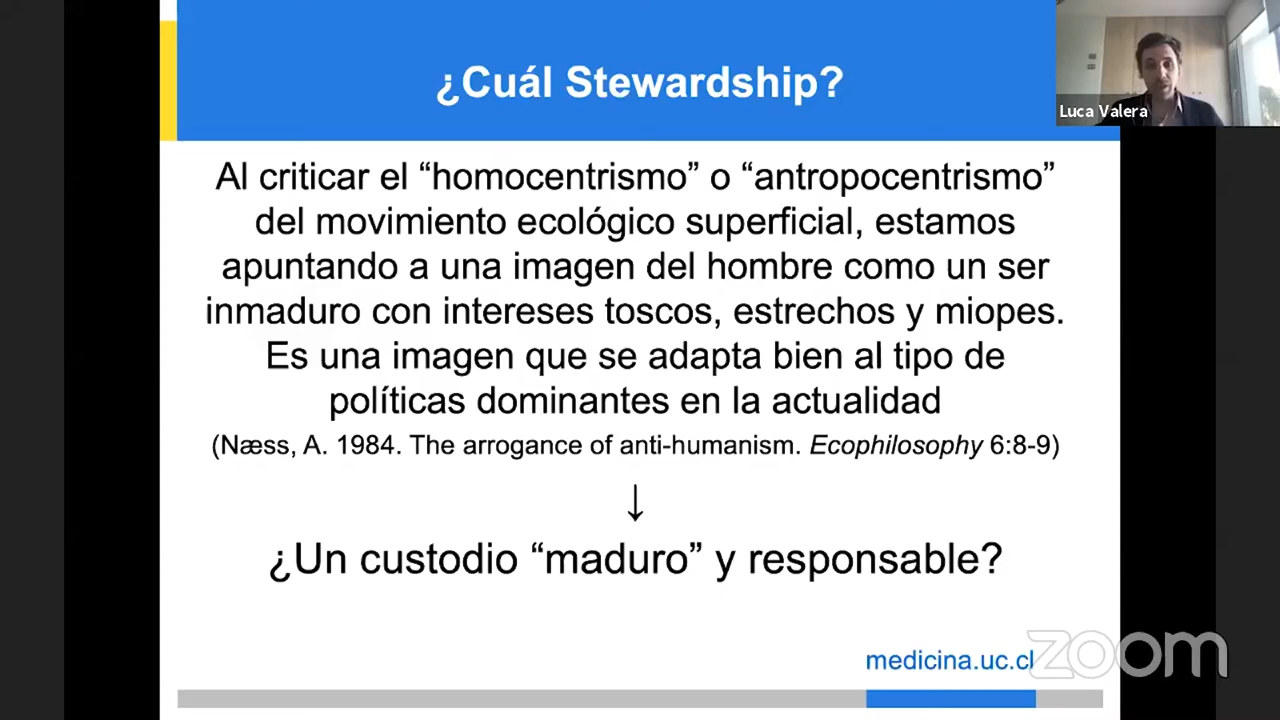 ¿Cuál Stewardship?
Luca Valera
Al criticar el “homocentrismo” o “antropocentrismo”
del movimiento ecológico superficial, estamos
apuntando a una imagen del hombre como un ser
inmaduro con intereses toscos, estrechos y miopes.
Es una imagen que se adapta bien al tipo de
políticas dominantes en la actualidad
(Næss, A. 1984. The arrogance of anti-humanism. Ecophilosophy 6:8-9)
↓
¿Un custodio “maduro” y responsable?
medicina.uc.cl
zoom